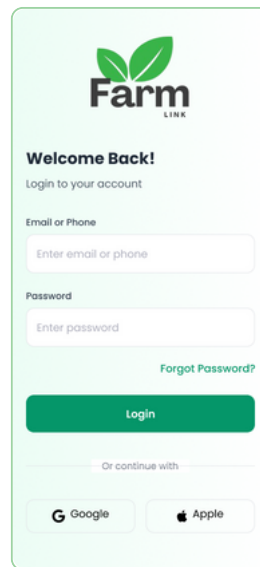 Farm
LINK
Welcome Back!
Login to your account
Email or Phone
Enter email or phone
Password
Enter password
Forgot Password?
Login
Or continue with
Google
Apple